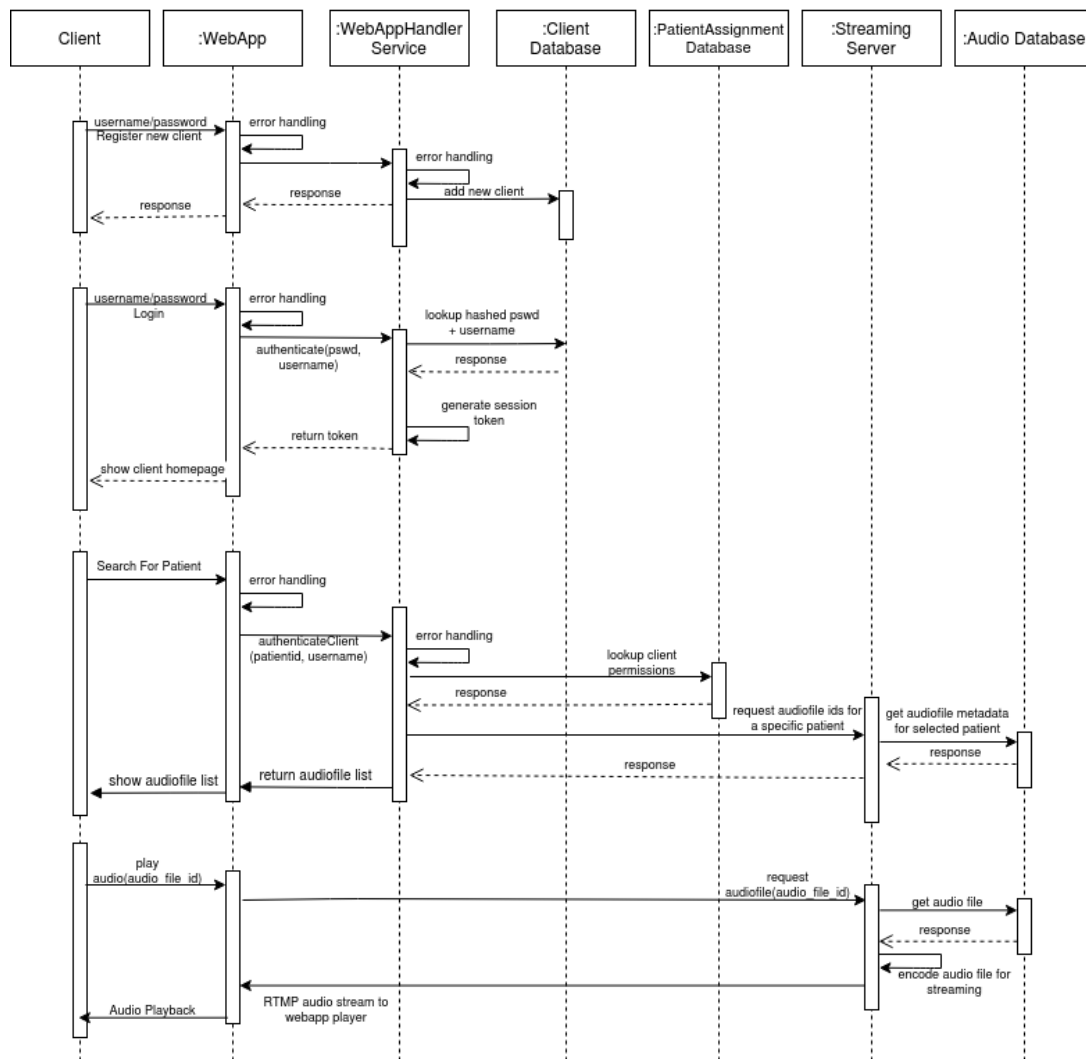 Client
:WebApp
:WebAppHandler
Service
:Client
Database
:PatientAssignment
Database
:Streaming
Server
:Audio Database
username/password
Register new client
error handling
error handling
add new client
response
response
username/password
Login
error handling
authenticate(pswd,
username)
lookup hashed pswd
+ username
response
generate session
token
return token
show client homepage
Search For Patient
error handling
authenticateClient
(patientid, username)
error handling
lookup client
permissions
response
request audiofile ids for
a specific patient
get audiofile metadata
for selected patient
response
response
return audiofile list
show audiofile list
play
audio(audio_file_id)
request
audiofile(audio_file_id)
get audio file
response
encode audio file for
streaming
RTMP audio stream to
webapp player
Audio Playback